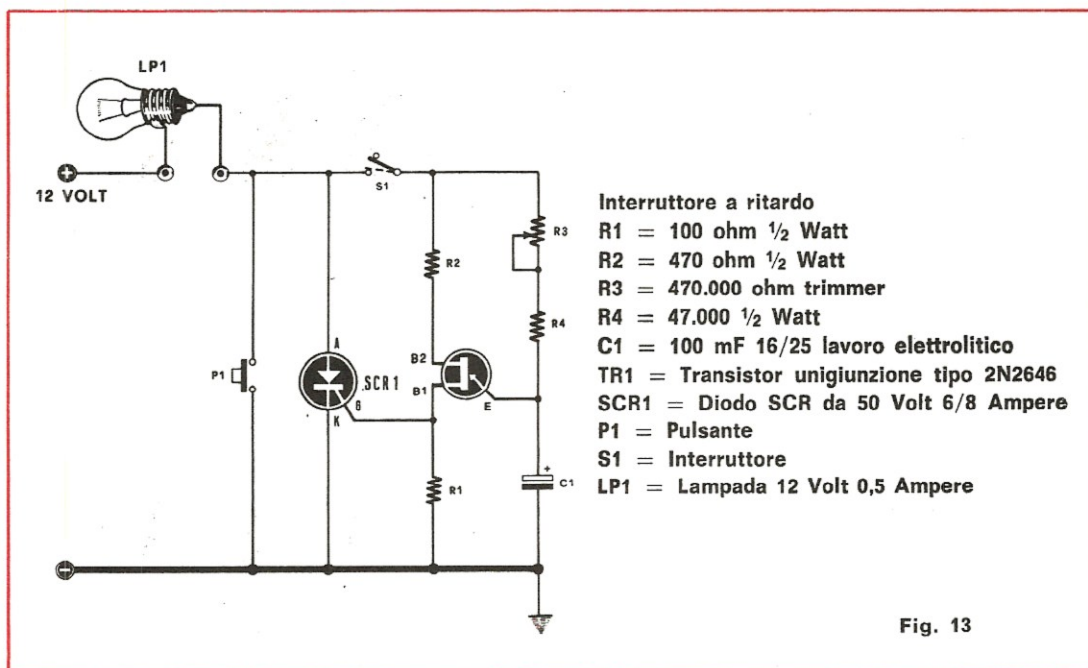 LP1
12 VOLT
S1
R3
R2
R4
A
P1
SCR1
G
K
B2
B1
E
R1
+
C1
Interruttore a ritardo
R1 = 100 ohm ½ Watt
R2 = 470 ohm ½ Watt
R3 = 470.000 ohm trimmer
R4 = 47.000 ½ Watt
C1 = 100 mF 16/25 lavoro elettrolitico
TR1 = Transistor unigiunzione tipo 2N2646
SCR1 = Diodo SCR da 50 Volt 6/8 Ampere
P1 = Pulsante
S1 = Interruttore
LP1 = Lampada 12 Volt 0,5 Ampere
Fig. 13